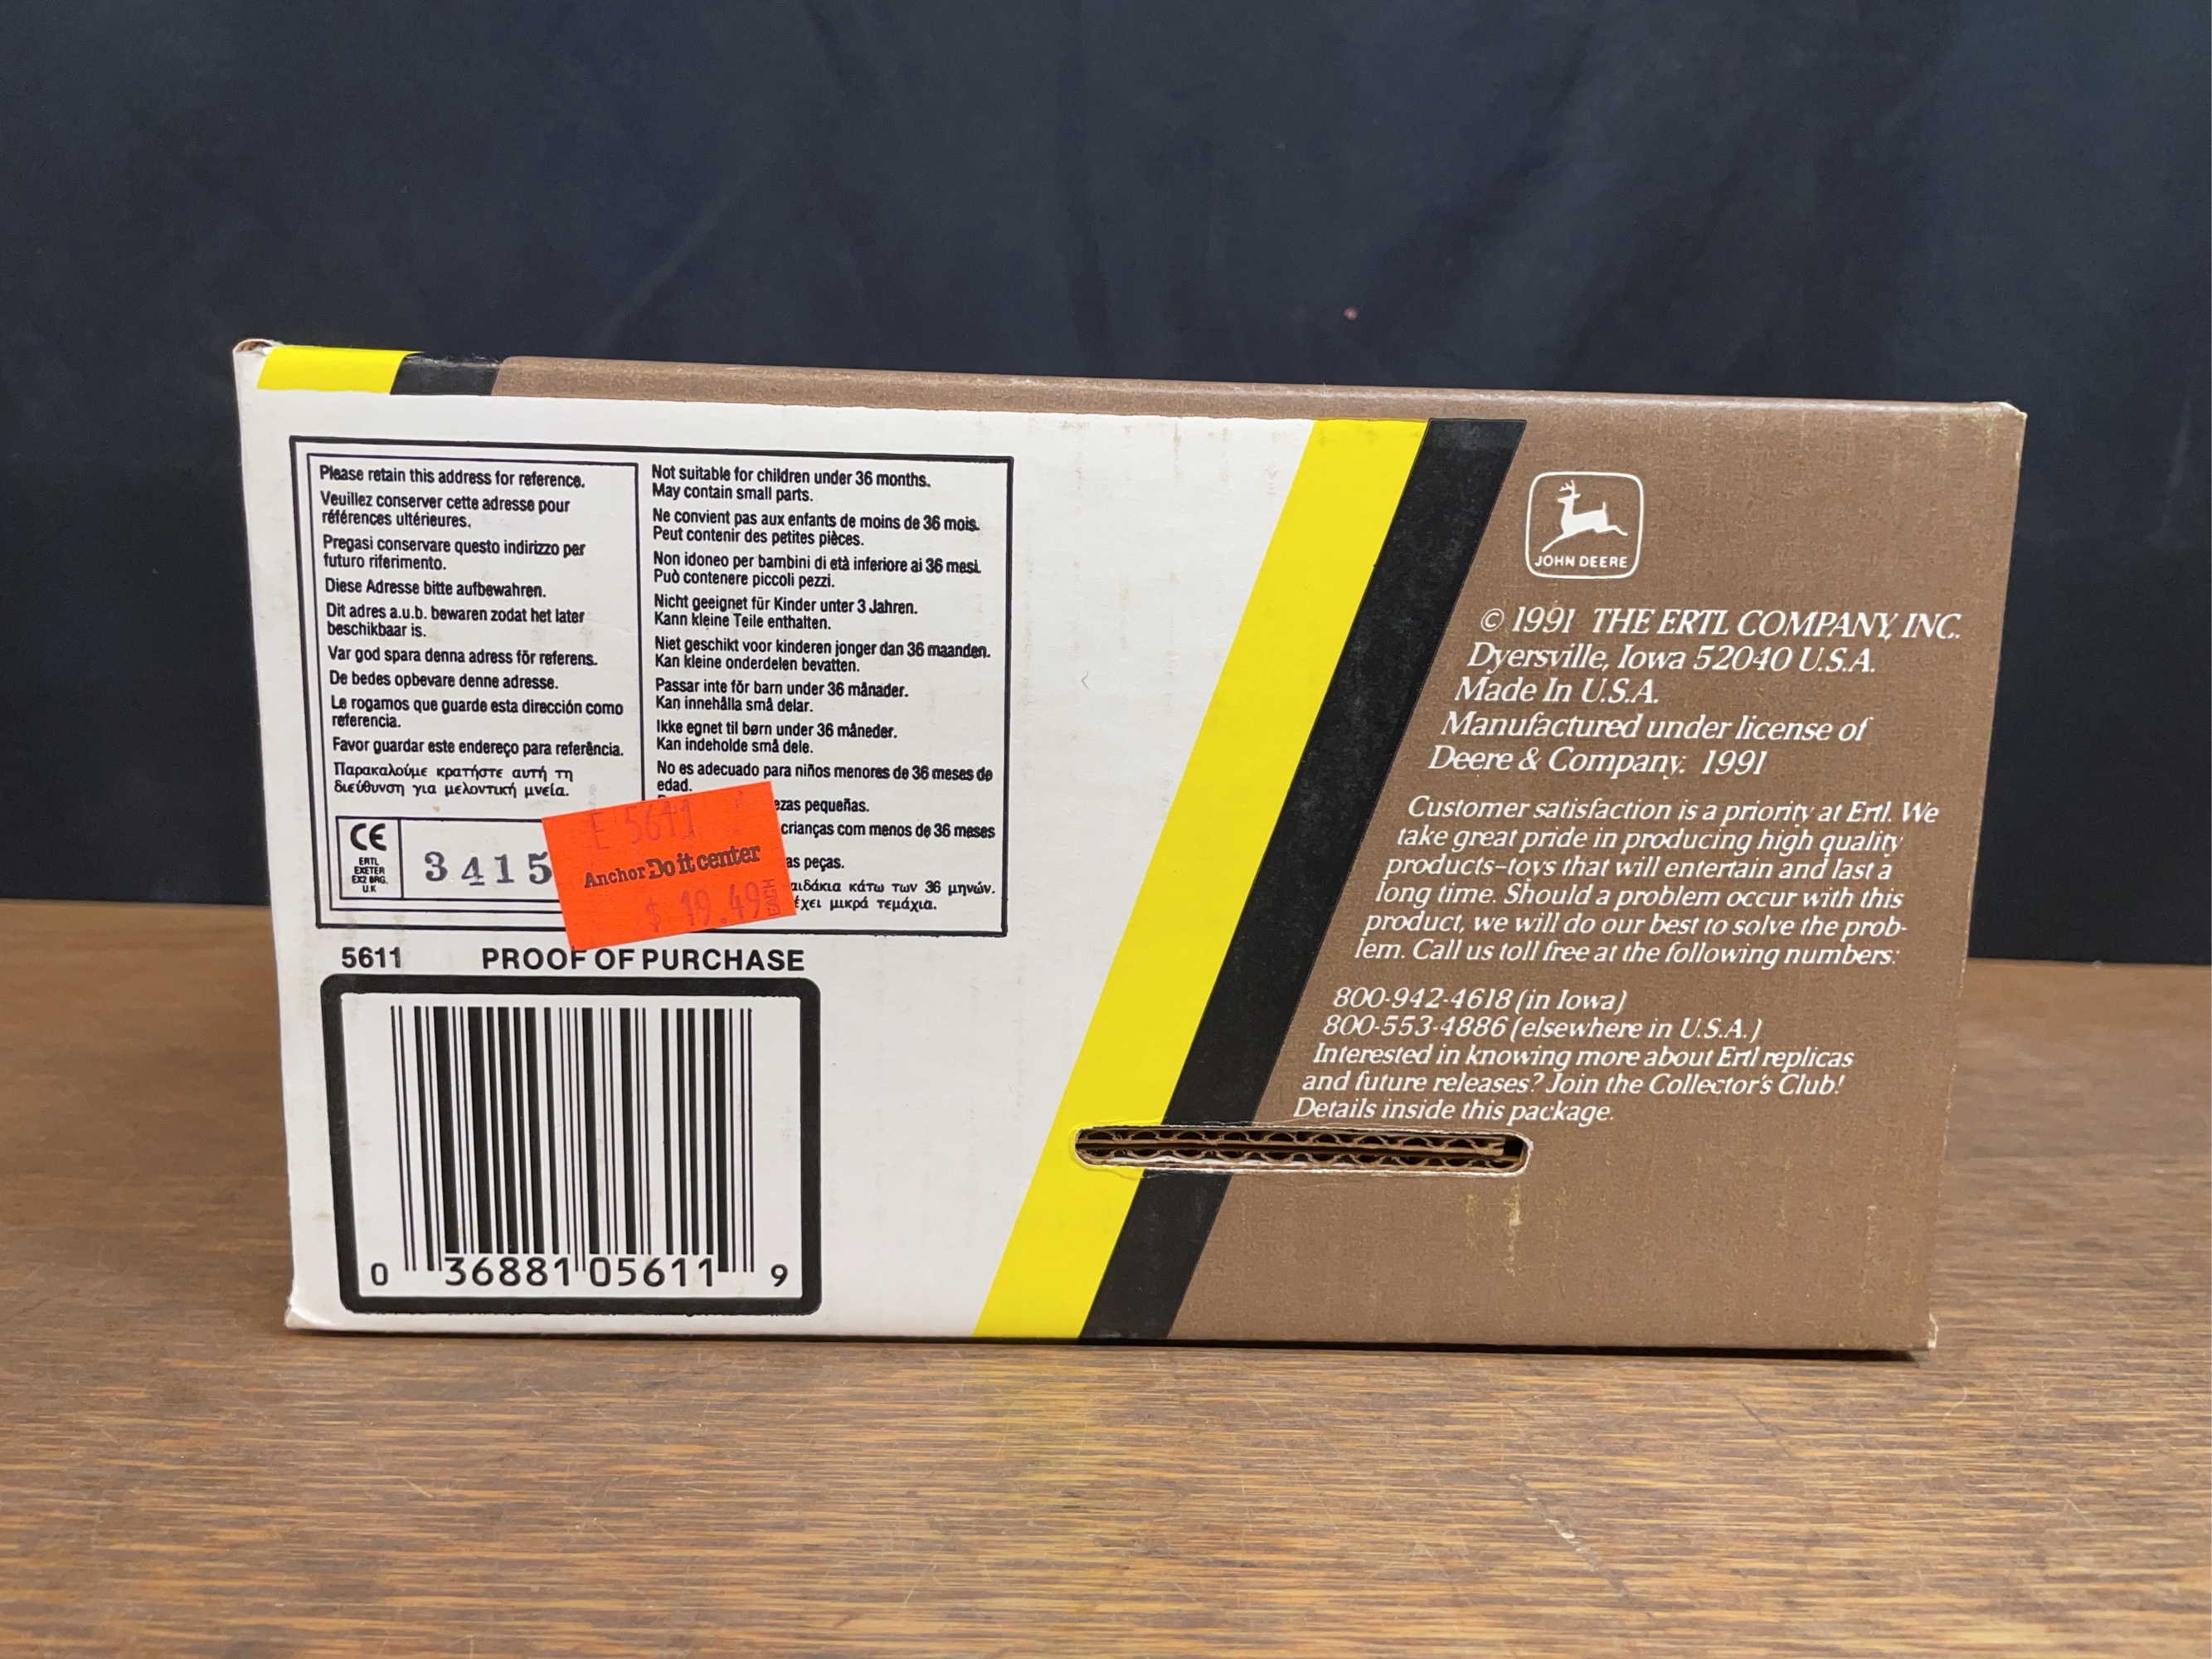 Please retain this address for reference.
Veuillez conserver cette adresse pour
références ultérieures.
Pregasi conservare questo indirizzo per
futuro riferimento.
Diese Adresse bitte aufbewahren.
Dit adres a.u.b. bewaren zodat het later
beschikbaar is.
Var god spara denna adress för referens.
De bedes opbevare denne adresse.
Le rogamos que guarde esta dirección como
referencia.
Favor guardar este endereço para referência.
Παρακαλούμε κρατήστε αυτή τη
διεύθυνση για μελοντική μνεία.
CE
ERTL
EXETER
EX2 8RG.
U.K
3415
Not suitable for children under 36 months.
May contain small parts.
Ne convient pas aux enfants de moins de 36 mois.
Peut contenir des petites pièces.
Non idoneo per bambini di età inferiore ai 36 mesi.
Può contenere piccoli pezzi.
Nicht geeignet für Kinder unter 3 Jahren.
Kann kleine Teile enthalten.
Niet geschikt voor kinderen jonger dan 36 maanden.
Kan kleine onderdelen bevatten.
Passar inte för barn under 36 månader.
Kan innehålla små delar.
Ikke egnet til børn under 36 måneder.
Kan indeholde små dele.
No es adecuado para niños menores de 36 meses de
edad.
pequeñas.
crianças com menos de 36 meses
peças.
κάτω των 36 μηνών.
μικρά τεμάχια.
E 5611
Anchor Do it center
$ 19.49 EACH
5611 PROOF OF PURCHASE
0 36881 05611 9
JOHN DEERE
© 1991 THE ERTL COMPANY, INC.
Dyersville, Iowa 52040 U.S.A.
Made In U.S.A.
Manufactured under license of
Deere & Company. 1991
Customer satisfaction is a priority at Ertl. We
take great pride in producing high quality
products–toys that will entertain and last a
long time. Should a problem occur with this
product, we will do our best to solve the prob-
lem. Call us toll free at the following numbers:
800-942-4618 (in Iowa)
800-553-4886 (elsewhere in U.S.A.)
Interested in knowing more about Ertl replicas
and future releases? Join the Collector's Club!
Details inside this package.